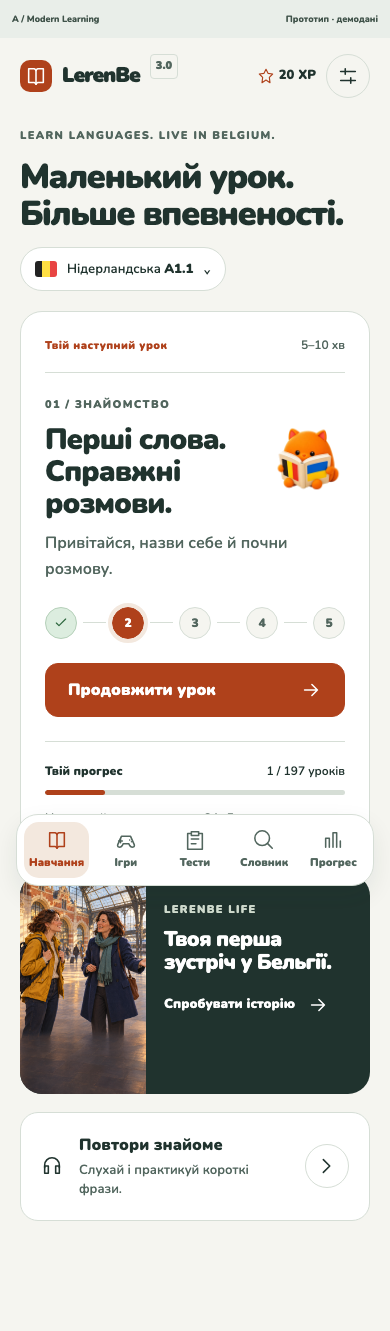 A / Modern Learning
Прототип · демодані
LerenBe
3.0
20 XP
LEARN LANGUAGES. LIVE IN BELGIUM.
Маленький урок.
Більше впевненості.
Нідерландська A1.1
Твій наступний урок
5–10 хв
01 / ЗНАЙОМСТВО
Перші слова.
Справжні
розмови.
Привітайся, назви себе й почни
розмову.
2
3
4
5
Продовжити урок
Твій прогрес
1 / 197 уроків
Навчання
Ігри
Тести
Словник
Прогрес
LERENBE LIFE
Твоя перша
зустріч у Бельгії.
Спробувати історію
Повтори знайоме
Слухай і практикуй короткі
фрази.